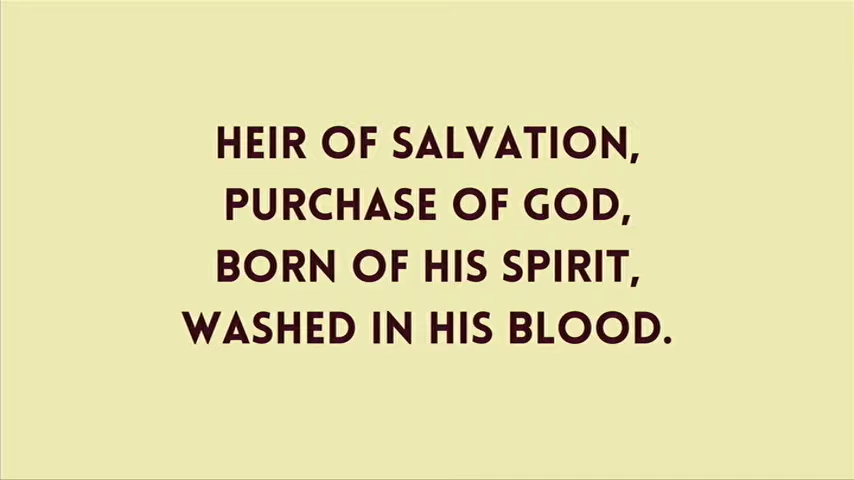 HEIR OF SALVATION,
PURCHASE OF GOD,
BORN OF HIS SPIRIT,
WASHED IN HIS BLOOD.